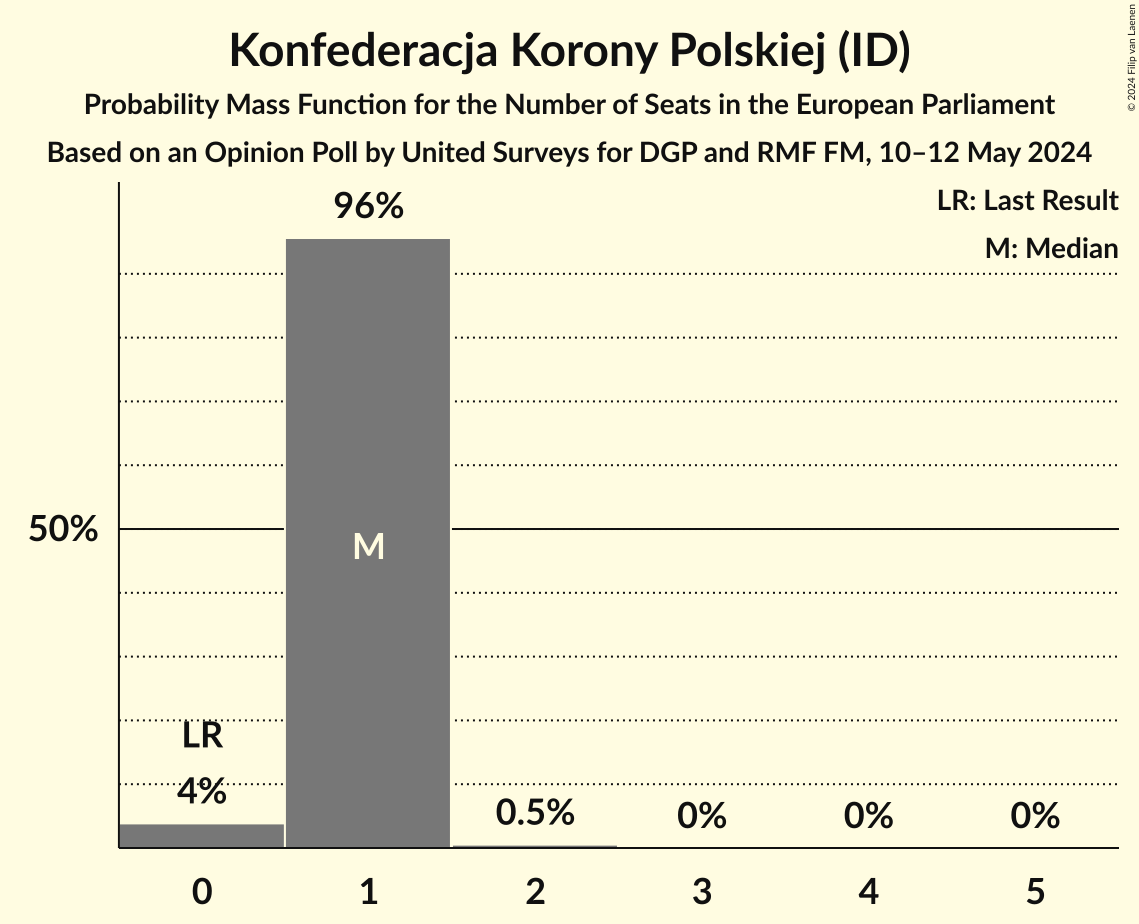 Konfederacja Korony Polskiej (ID)
Probability Mass Function for the Number of Seats in the European Parliament
Based on an Opinion Poll by United Surveys for DGP and RMF FM, 10–12 May 2024
© 2024 Filip van Laenen
LR: Last Result
M: Median
96%
50%
M
LR
4%
0.5%
0%
0%
0%
0
1
2
3
4
5